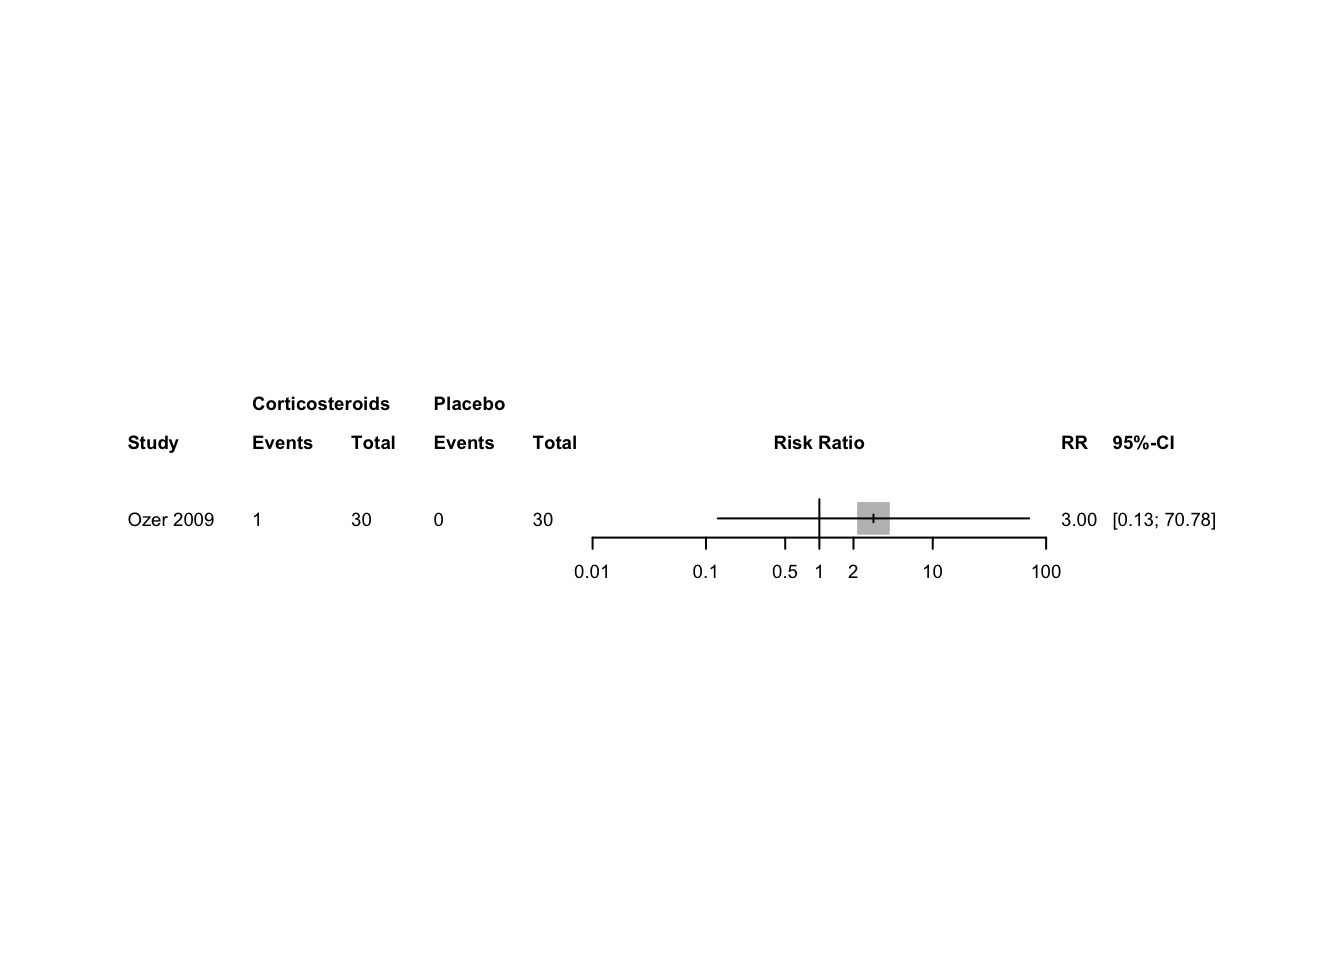 Corticosteroids Placebo
Study Events Total Events Total Risk Ratio RR 95%-CI
Ozer 2009 1 30 0 30 3.00 [0.13; 70.78]
0.01 0.1 0.5 1 2 10 100